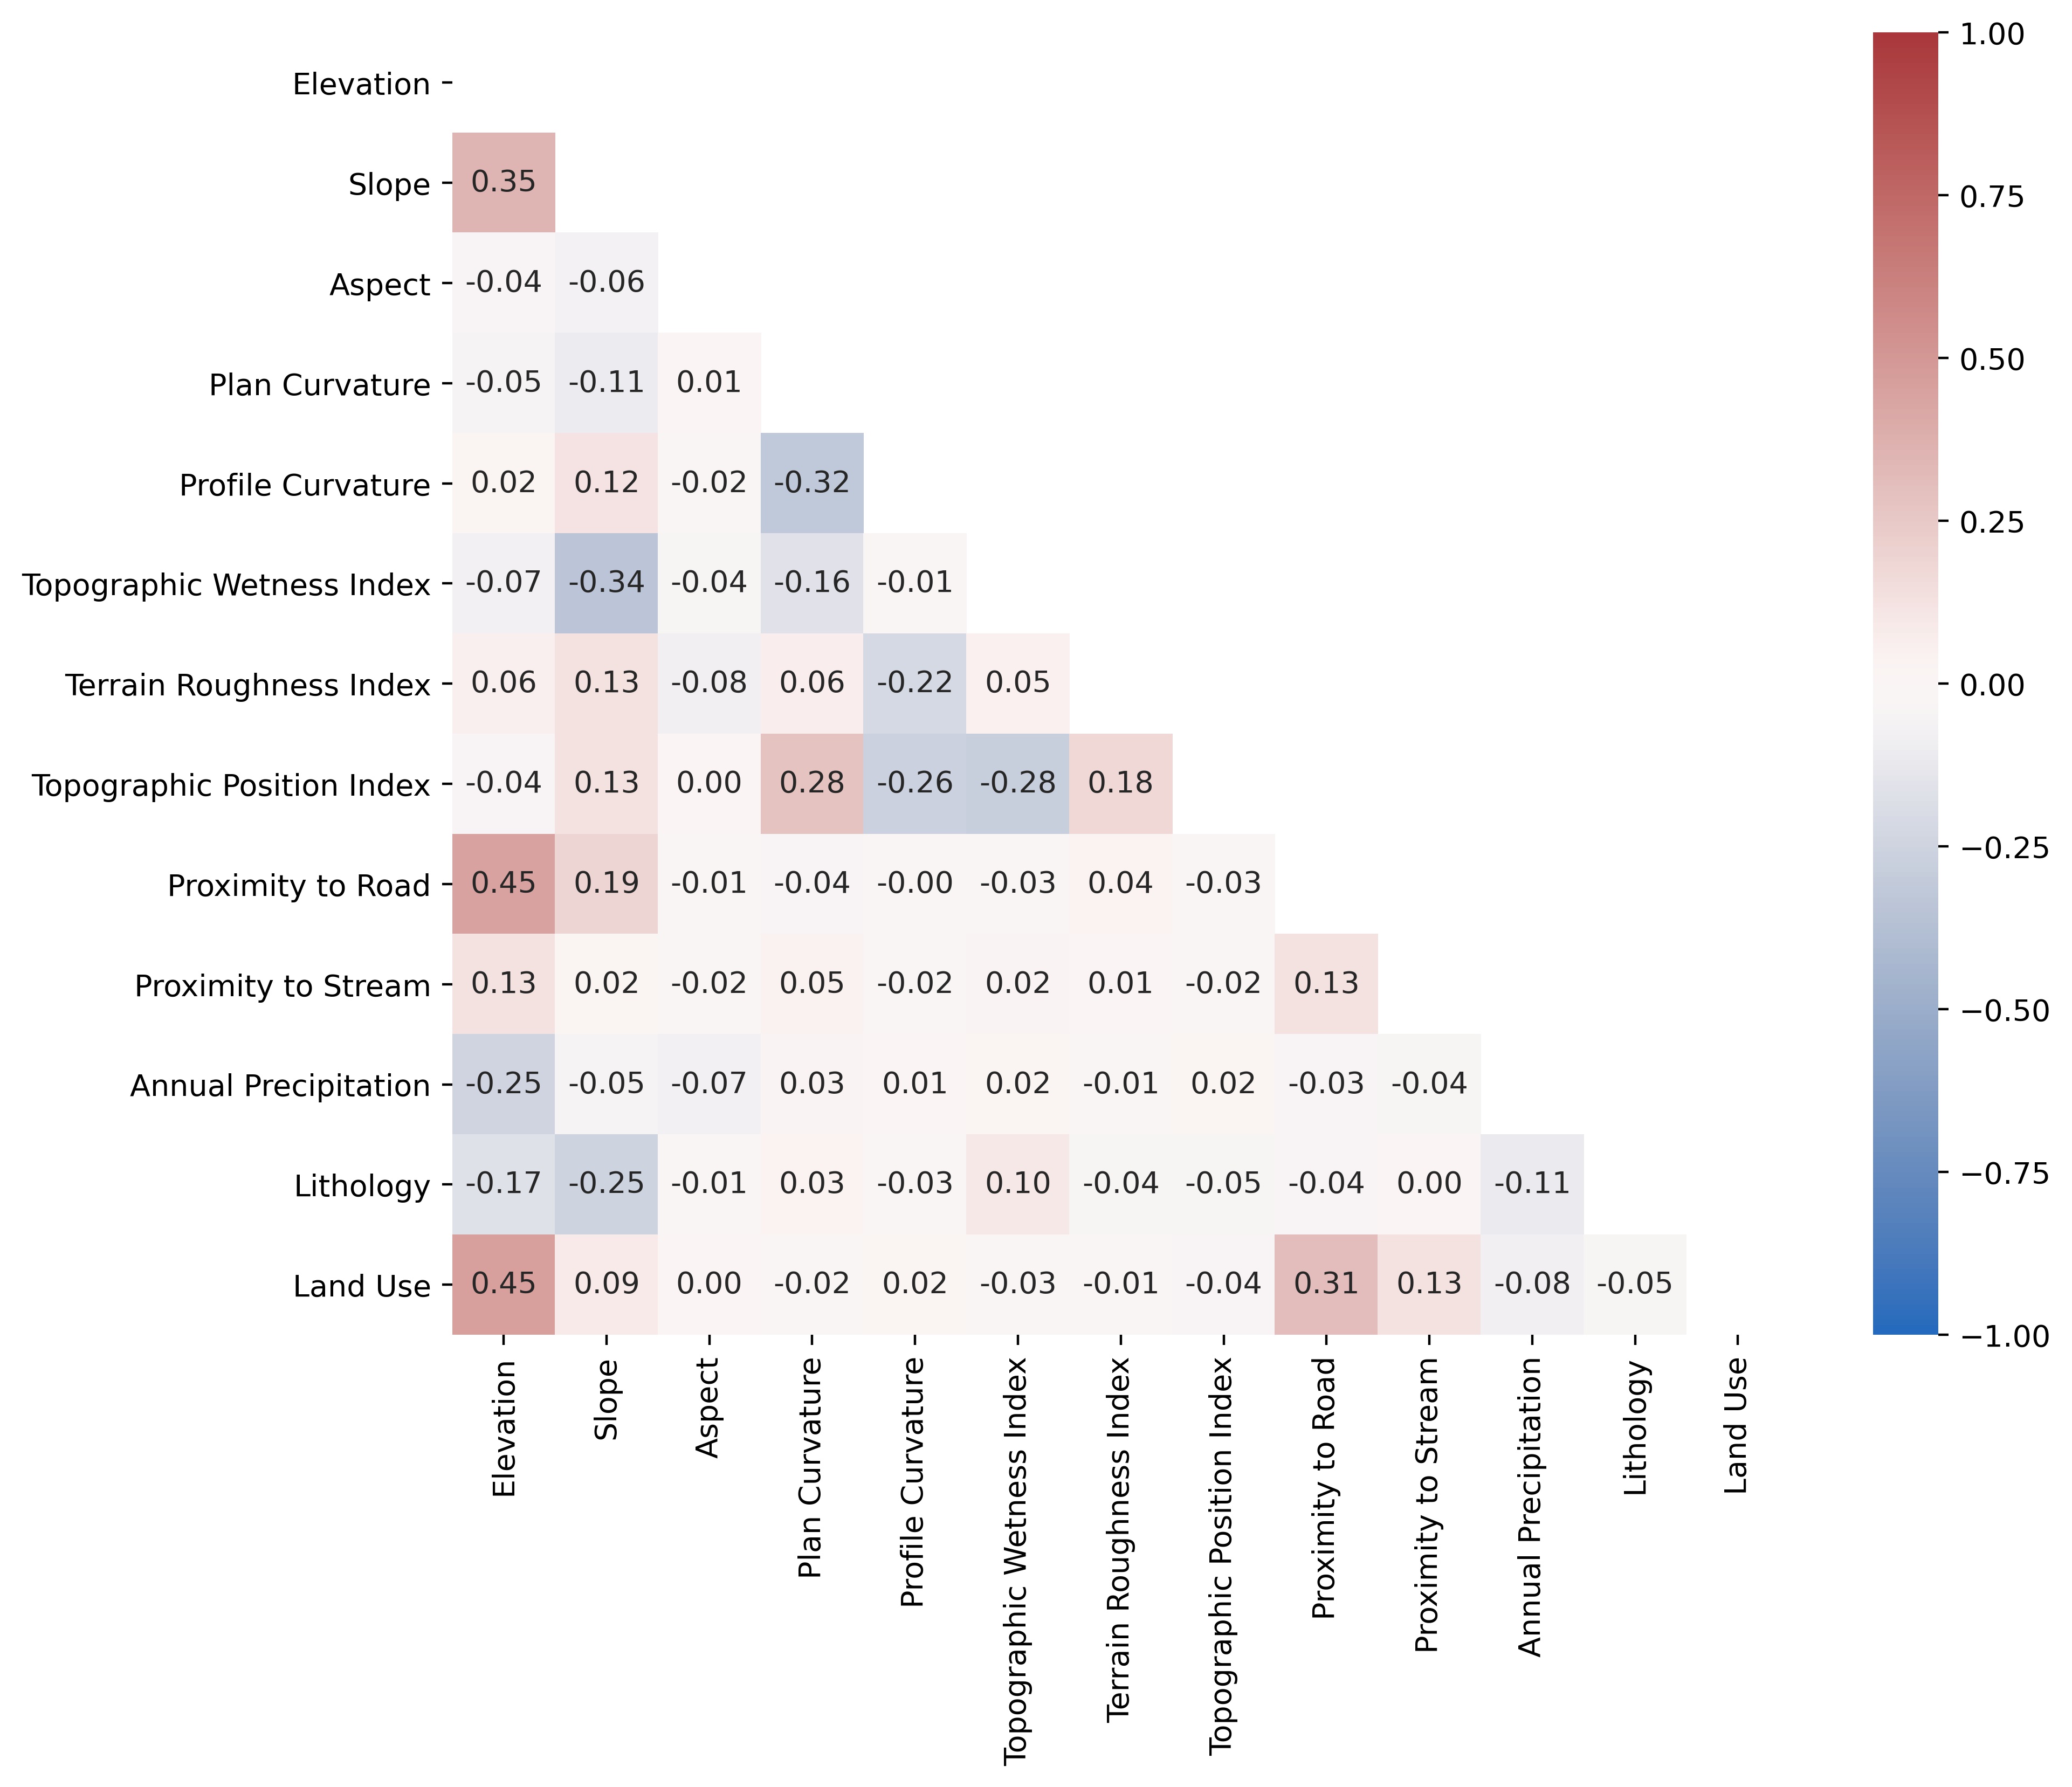 Elevation
Slope 0.35
Aspect -0.04 -0.06
Plan Curvature -0.05 -0.11 0.01
Profile Curvature 0.02 0.12 -0.02 -0.32
Topographic Wetness Index -0.07 -0.34 -0.04 -0.16 -0.01
Terrain Roughness Index 0.06 0.13 -0.08 0.06 -0.22 0.05
Topographic Position Index -0.04 0.13 0.00 0.28 -0.26 -0.28 0.18
Proximity to Road 0.45 0.19 -0.01 -0.04 -0.00 -0.03 0.04 -0.03
Proximity to Stream 0.13 0.02 -0.02 0.05 -0.02 0.02 0.01 -0.02 0.13
Annual Precipitation -0.25 -0.05 -0.07 0.03 0.01 0.02 -0.01 0.02 -0.03 -0.04
Lithology -0.17 -0.25 -0.01 0.03 -0.03 0.10 -0.04 -0.05 -0.04 0.00 -0.11
Land Use 0.45 0.09 0.00 -0.02 0.02 -0.03 -0.01 -0.04 0.31 0.13 -0.08 -0.05
Elevation
Slope
Aspect
Plan Curvature
Profile Curvature
Topographic Wetness Index
Terrain Roughness Index
Topographic Position Index
Proximity to Road
Proximity to Stream
Annual Precipitation
Lithology
Land Use
1.00
0.75
0.50
0.25
0.00
−0.25
−0.50
−0.75
−1.00